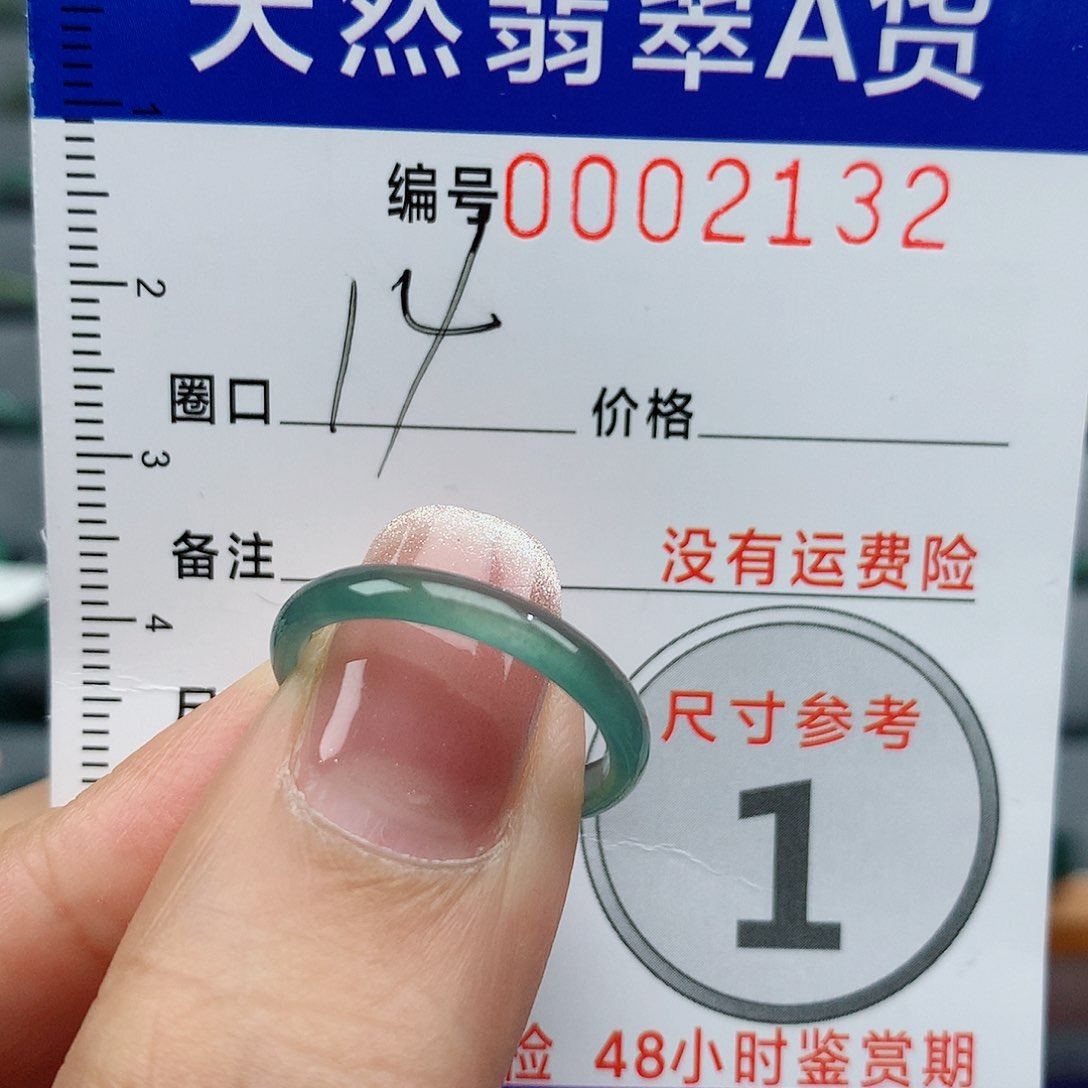 天然翡翠A货
编号0002132
圈口 14 价格
备注 没有运费险
尺寸参考
1
险 48小时鉴赏期
1
2
3
4